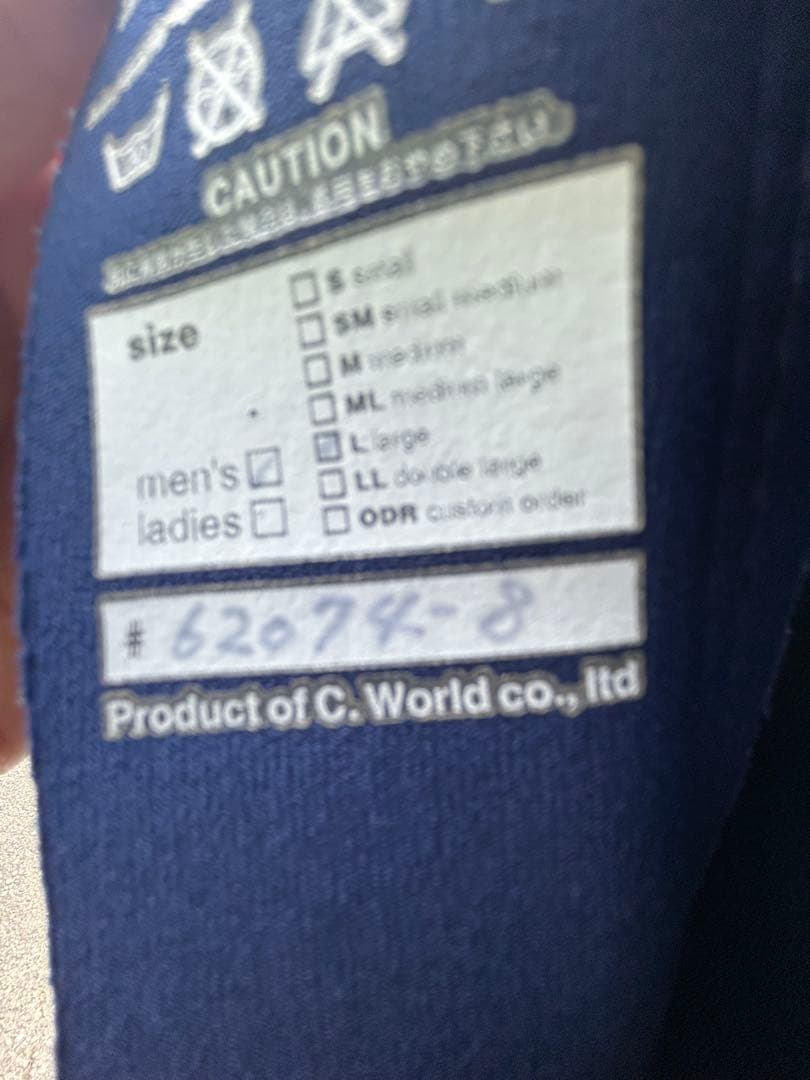 CAUTION
size
S small
SM small medium
M medium
ML medium large
L large
men's
LL double large
ladies
ODR custom order
# 62074-8
Product of C. World co., ltd